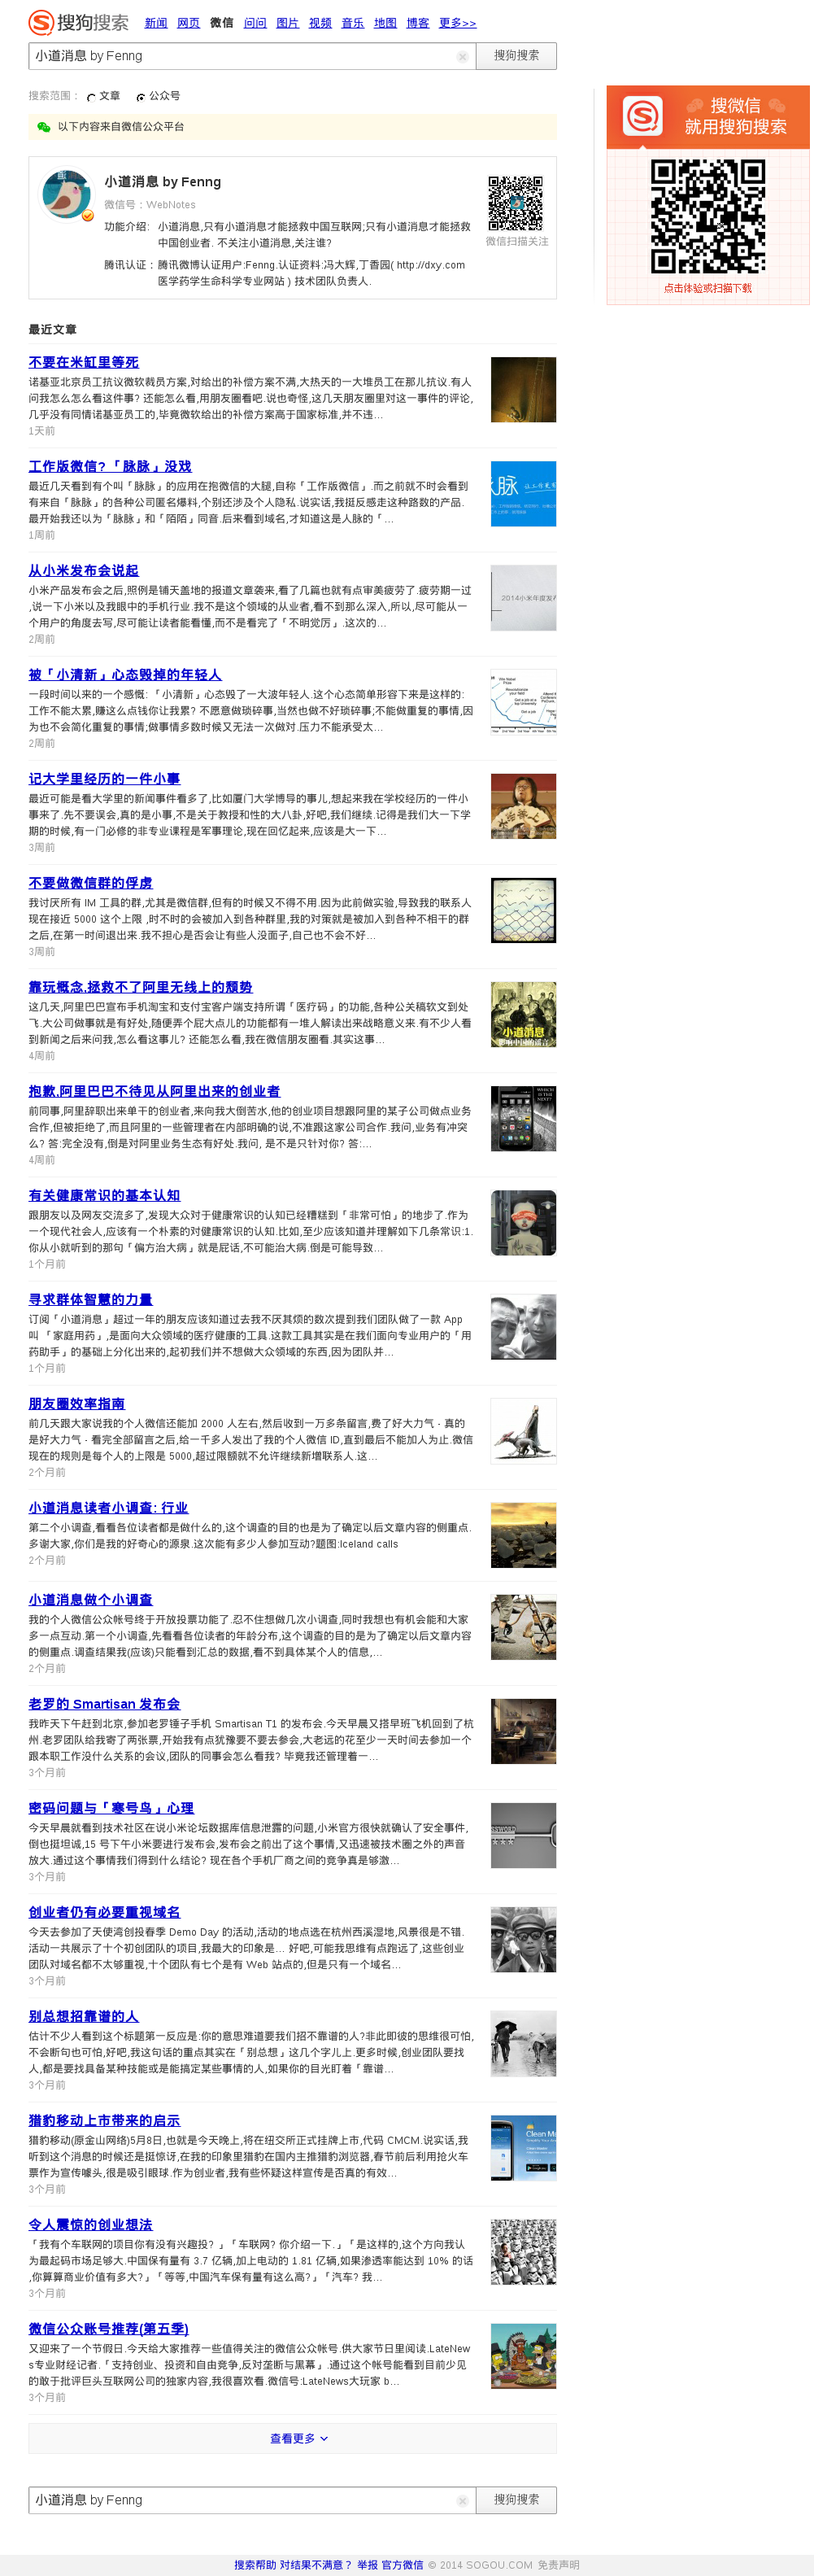 搜狗搜索 新闻 网页 微信 问问 图片 视频 音乐 地图 博客 更多>>
小道消息 by Fenng 搜狗搜索
搜索范围： 文章 公众号
以下内容来自微信公众平台
搜微信
就用搜狗搜索
点击体验或扫描下载
小道消息 by Fenng
微信号：WebNotes
功能介绍: 小道消息,只有小道消息才能拯救中国互联网;只有小道消息才能拯救
中国创业者. 不关注小道消息,关注谁?
微信扫描关注
腾讯认证： 腾讯微博认证用户:Fenng.认证资料:冯大辉,丁香园( http://dxy.com
医学药学生命科学专业网站 ) 技术团队负责人.
最近文章
不要在米缸里等死
诺基亚北京员工抗议微软裁员方案,对给出的补偿方案不满,大热天的一大堆员工在那儿抗议.有人
问我怎么怎么看这件事? 还能怎么看,用朋友圈看吧.说也奇怪,这几天朋友圈里对这一事件的评论,
几乎没有同情诺基亚员工的,毕竟微软给出的补偿方案高于国家标准,并不违...
1天前
工作版微信?「脉脉」没戏
最近几天看到有个叫「脉脉」的应用在抱微信的大腿,自称「工作版微信」.而之前就不时会看到
有来自「脉脉」的各种公司匿名爆料,个别还涉及个人隐私.说实话,我挺反感走这种路数的产品.
最开始我还以为「脉脉」和「陌陌」同音.后来看到域名,才知道这是人脉的「 ...
1周前
从小米发布会说起
小米产品发布会之后,照例是铺天盖地的报道文章袭来,看了几篇也就有点审美疲劳了.疲劳期一过
,说一下小米以及我眼中的手机行业.我不是这个领域的从业者,看不到那么深入,所以,尽可能从一
个用户的角度去写,尽可能让读者能看懂,而不是看完了「不明觉厉」.这次的...
2周前
被「小清新」心态毁掉的年轻人
一段时间以来的一个感慨:「小清新」心态毁了一大波年轻人.这个心态简单形容下来是这样的:
工作不能太累,赚这么点钱你让我累? 不愿意做琐碎事,当然也做不好琐碎事;不能做重复的事情,因
为也不会简化重复的事情;做事情多数时候又无法一次做对.压力不能承受太...
2周前
记大学里经历的一件小事
最近可能是看大学里的新闻事件看多了,比如厦门大学博导的事儿,想起来我在学校经历的一件小
事来了.先不要误会,真的是小事,不是关于教授和性的大八卦,好吧,我们继续.记得是我们大一下学
期的时候,有一门必修的非专业课程是军事理论,现在回忆起来,应该是大一下...
3周前
不要做微信群的俘虏
我讨厌所有 IM 工具的群,尤其是微信群,但有的时候又不得不用.因为此前做实验,导致我的联系人
现在接近 5000 这个上限 ,时不时的会被加入到各种群里,我的对策就是被加入到各种不相干的群
之后,在第一时间退出来.我不担心是否会让有些人没面子,自己也不会不好...
3周前
靠玩概念,拯救不了阿里无线上的颓势
这几天,阿里巴巴宣布手机淘宝和支付宝客户端支持所谓「医疗码」的功能,各种公关稿软文到处
飞.大公司做事就是有好处,随便弄个屁大点儿的功能都有一堆人解读出来战略意义来.有不少人看
到新闻之后来问我,怎么看这事儿? 还能怎么看,我在微信朋友圈看.其实这事...
4周前
抱歉,阿里巴巴不待见从阿里出来的创业者
前同事,阿里辞职出来单干的创业者,来向我大倒苦水,他的创业项目想跟阿里的某子公司做点业务
合作,但被拒绝了,而且阿里的一些管理者在内部明确的说,不准跟这家公司合作.我问,业务有冲突
么? 答:完全没有,倒是对阿里业务生态有好处.我问, 是不是只针对你? 答:...
4周前
有关健康常识的基本认知
跟朋友以及网友交流多了,发现大众对于健康常识的认知已经糟糕到「非常可怕」的地步了.作为
一个现代社会人,应该有一个朴素的对健康常识的认知.比如,至少应该知道并理解如下几条常识:1.
你从小就听到的那句「偏方治大病」就是屁话,不可能治大病.倒是可能导致...
1个月前
寻求群体智慧的力量
订阅「小道消息」超过一年的朋友应该知道过去我不厌其烦的数次提到我们团队做了一款 App
叫 「家庭用药」,是面向大众领域的医疗健康的工具.这款工具其实是在我们面向专业用户的「用
药助手」的基础上分化出来的,起初我们并不想做大众领域的东西,因为团队并...
1个月前
朋友圈效率指南
前几天跟大家说我的个人微信还能加 2000 人左右,然后收到一万多条留言,费了好大力气 - 真的
是好大力气 - 看完全部留言之后,给一千多人发出了我的个人微信 ID,直到最后不能加人为止.微信
现在的规则是每个人的上限是 5000,超过限额就不允许继续新增联系人.这...
2个月前
小道消息读者小调查: 行业
第二个小调查,看看各位读者都是做什么的,这个调查的目的也是为了确定以后文章内容的侧重点.
多谢大家,你们是我的好奇心的源泉.这次能有多少人参加互动?题图:Iceland calls
2个月前
小道消息做个小调查
我的个人微信公众帐号终于开放投票功能了.忍不住想做几次小调查,同时我想也有机会能和大家
多一点互动.第一个小调查,先看看各位读者的年龄分布,这个调查的目的是为了确定以后文章内容
的侧重点.调查结果我(应该)只能看到汇总的数据,看不到具体某个人的信息,...
2个月前
老罗的 Smartisan 发布会
我昨天下午赶到北京,参加老罗锤子手机 Smartisan T1 的发布会.今天早晨又搭早班飞机回到了杭
州.老罗团队给我寄了两张票,开始我有点犹豫要不要去参会,大老远的花至少一天时间去参加一个
跟本职工作没什么关系的会议,团队的同事会怎么看我? 毕竟我还管理着一...
3个月前
密码问题与「寒号鸟」心理
今天早晨就看到技术社区在说小米论坛数据库信息泄露的问题,小米官方很快就确认了安全事件,
倒也挺坦诚,15 号下午小米要进行发布会,发布会之前出了这个事情,又迅速被技术圈之外的声音
放大.通过这个事情我们得到什么结论? 现在各个手机厂商之间的竞争真是够激...
3个月前
创业者仍有必要重视域名
今天去参加了天使湾创投春季 Demo Day 的活动,活动的地点选在杭州西溪湿地,风景很是不错.
活动一共展示了十个初创团队的项目,我最大的印象是... 好吧,可能我思维有点跑远了,这些创业
团队对域名都不太够重视,十个团队有七个是有 Web 站点的,但是只有一个域名...
3个月前
别总想招靠谱的人
估计不少人看到这个标题第一反应是:你的意思难道要我们招不靠谱的人?非此即彼的思维很可怕,
不会断句也可怕,好吧,我这句话的重点其实在「别总想」这几个字儿上.更多时候,创业团队要找
人,都是要找具备某种技能或是能搞定某些事情的人,如果你的目光盯着「靠谱...
3个月前
猎豹移动上市带来的启示
猎豹移动(原金山网络)5月8日,也就是今天晚上,将在纽交所正式挂牌上市,代码 CMCM.说实话,我
听到这个消息的时候还是挺惊讶,在我的印象里猎豹在国内主推猎豹浏览器,春节前后利用抢火车
票作为宣传噱头,很是吸引眼球.作为创业者,我有些怀疑这样宣传是否真的有效...
3个月前
令人震惊的创业想法
「我有个车联网的项目你有没有兴趣投?」「车联网? 你介绍一下.」「是这样的,这个方向我认
为最起码市场足够大.中国保有量有 3.7 亿辆,加上电动的 1.81 亿辆,如果渗透率能达到 10% 的话
,你算算商业价值有多大?」「等等,中国汽车保有量有这么高?」「汽车? 我...
3个月前
微信公众账号推荐(第五季)
又迎来了一个节假日.今天给大家推荐一些值得关注的微信公众帐号.供大家节日里阅读.LateNew
s专业财经记者.「支持创业、投资和自由竞争,反对垄断与黑幕」.通过这个帐号能看到目前少见
的敢于批评巨头互联网公司的独家内容,我很喜欢看.微信号:LateNews大玩家 b...
3个月前
查看更多
小道消息 by Fenng 搜狗搜索
搜索帮助 对结果不满意？ 举报 官方微信 © 2014 SOGOU.COM 免责声明